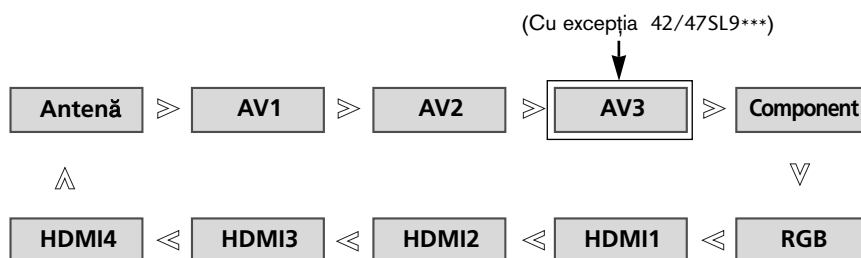 (Cu excepția 42/47SL9***)
Antenă AV1 AV2 AV3 Component
HDMI4 HDMI3 HDMI2 HDMI1 RGB